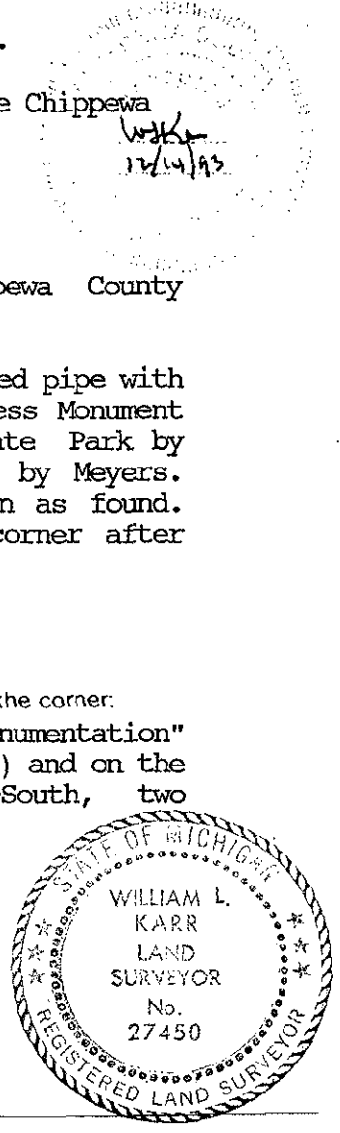 .
e Chippewa
WLK
12/14/93
pewa County
ed pipe with
ess Monument
ate Park by
by Meyers.
n as found.
corner after
the corner:
numentation"
) and on the
South, two
STATE OF MICHIGAN
WILLIAM L.
KARR
LAND
SURVEYOR
No.
27450
REGISTERED LAND SURVEYOR